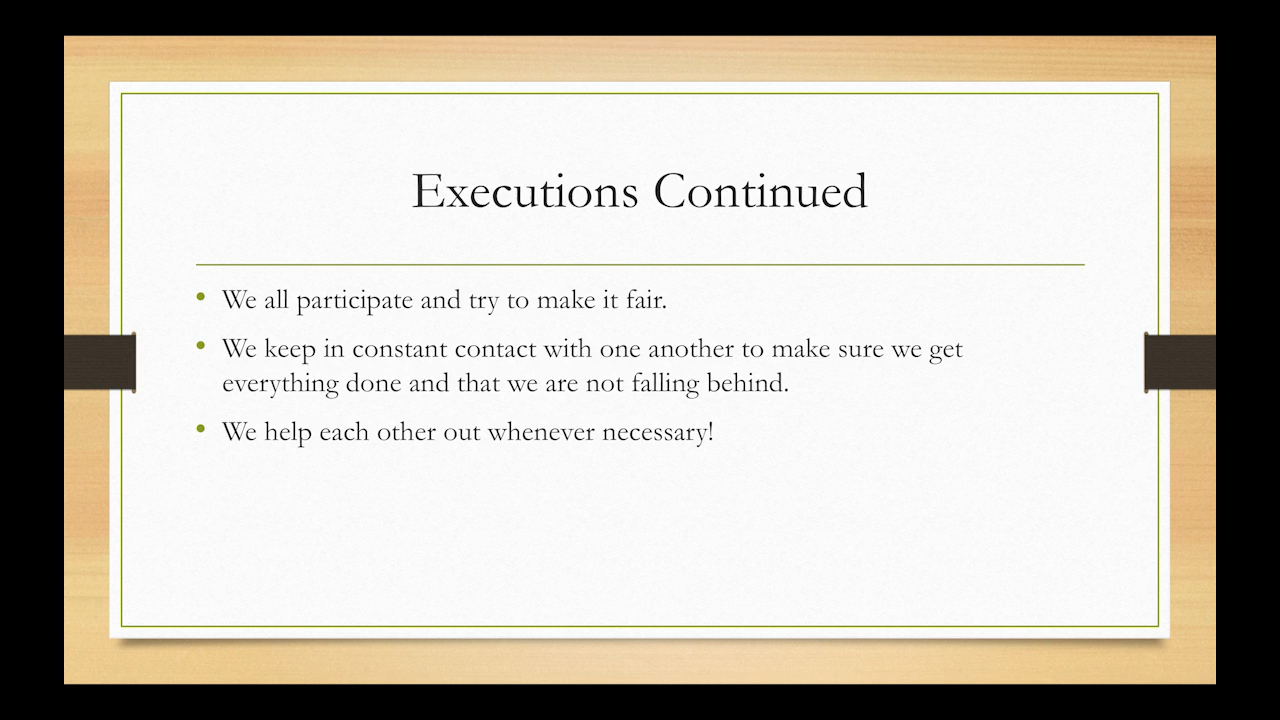 Executions Continued
• We all participate and try to make it fair.
• We keep in constant contact with one another to make sure we get
everything done and that we are not falling behind.
• We help each other out whenever necessary!